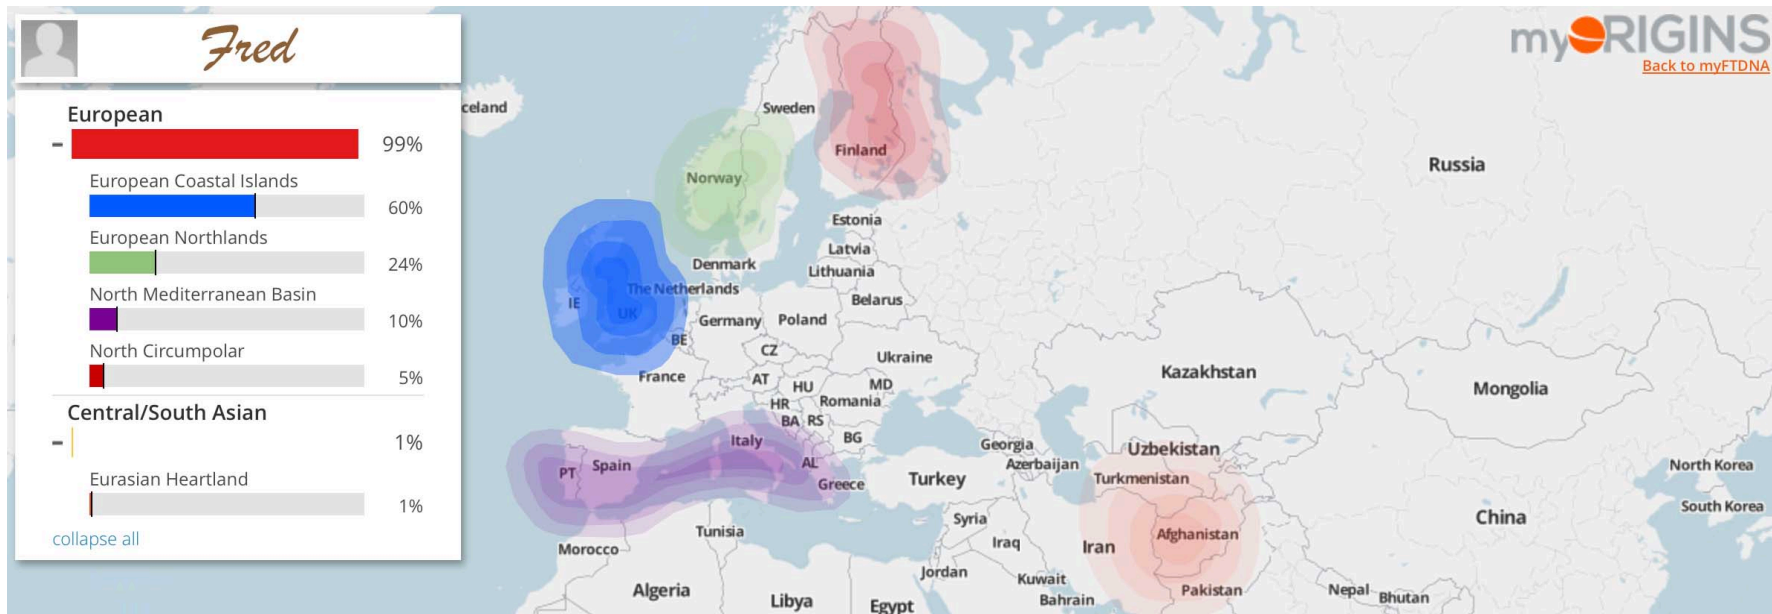 Fred
European
99%
European Coastal Islands
60%
European Northlands
24%
North Mediterranean Basin
10%
North Circumpolar
5%
Central/South Asian
1%
Eurasian Heartland
1%
collapse all
myORIGINS
Back to myFTDNA
celand
Sweden
Finland
Norway
Russia
Estonia
Latvia
Denmark
Lithuania
The Netherlands
IE
UK
Belarus
Germany
Poland
BE
CZ
Ukraine
France
AT
HU
MD
Kazakhstan
Mongolia
HR
Romania
BA
RS
BG
Italy
Georgia
Uzbekistan
PT
Spain
AL
Azerbaijan
North Korea
Greece
Turkey
Turkmenistan
South Korea
Syria
China
Tunisia
Morocco
Iraq
Iran
Afghanistan
Jordan
Kuwait
Algeria
Libya
Egypt
Bahrain
Pakistan
Nepal
Bhutan